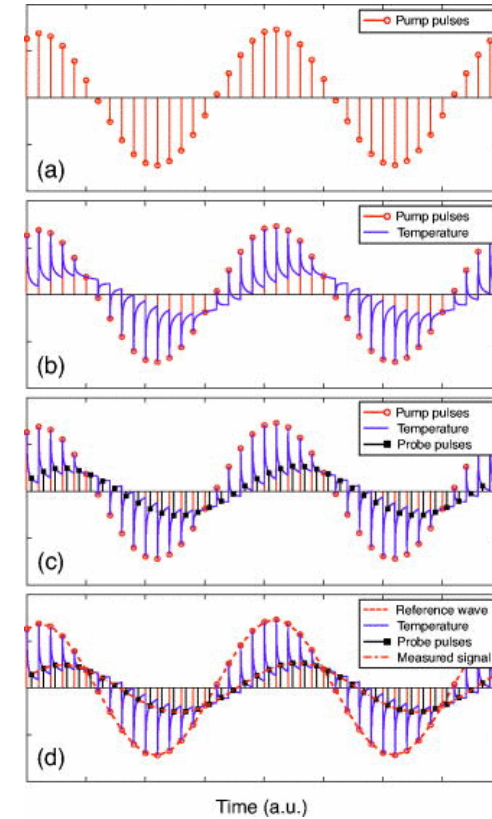 Pump pulses
(a)
Pump pulses
Temperature
(b)
Pump pulses
Temperature
Probe pulses
(c)
Reference wave
Temperature
Probe pulses
Measured signal
(d)
Time (a.u.)